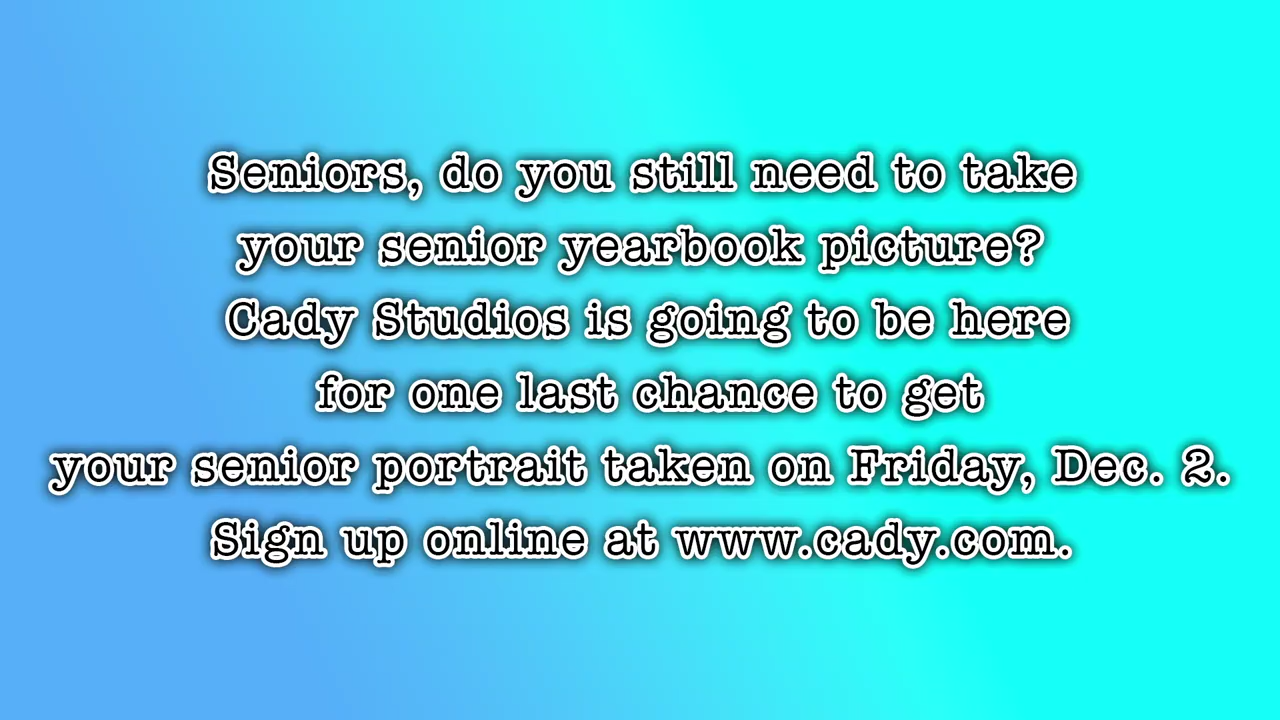 Seniors, do you still need to take
your senior yearbook picture?
Cady Studios is going to be here
for one last chance to get
your senior portrait taken on Friday, Dec. 2.
Sign up online at www.cady.com.